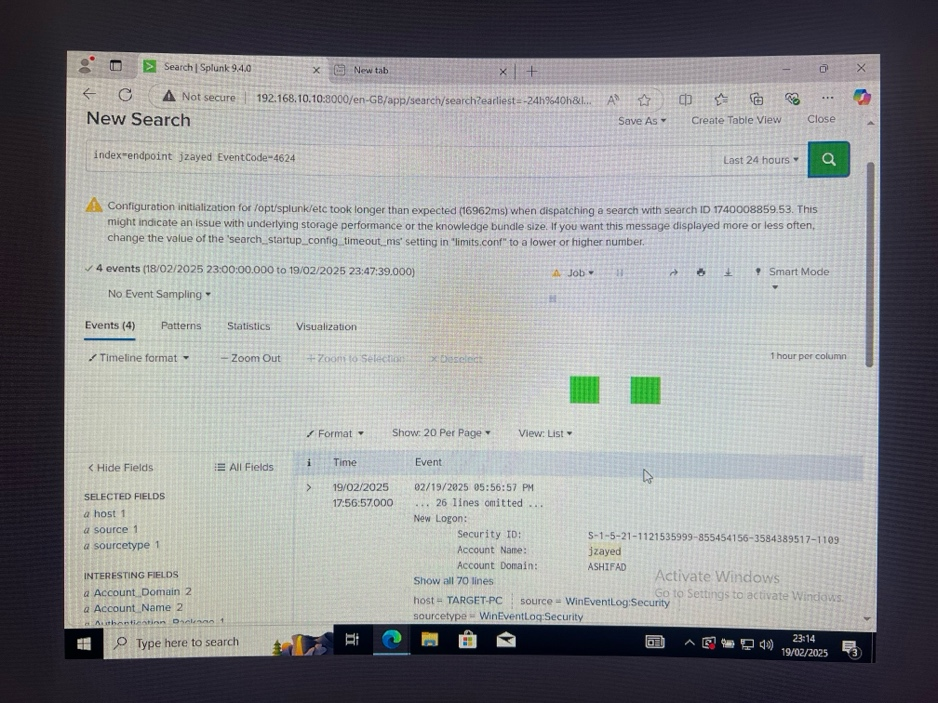 Search | Splunk 9.4.0
New tab
Not secure 192.168.10.10:8000/en-GB/app/search/search?earliest=-24h%40h&l...
New Search
Save As
Create Table View
Close
index=endpoint jzayed EventCode=4624
Last 24 hours
Configuration initialization for /opt/splunk/etc took longer than expected (16962ms) when dispatching a search with search ID 1740008859.53. This
might indicate an issue with underlying storage performance or the knowledge bundle size. If you want this message displayed more or less often,
change the value of the 'search_startup_config_timeout_ms' setting in "limits.conf" to a lower or higher number.
✓ 4 events (18/02/2025 23:00:00.000 to 19/02/2025 23:47:39.000)
Job
Smart Mode
No Event Sampling
Events (4)
Patterns
Statistics
Visualization
Timeline format
– Zoom Out
+ Zoom to Selection
× Deselect
1 hour per column
Format
Show: 20 Per Page
View: List
< Hide Fields
All Fields
i
Time
Event
SELECTED FIELDS
a host 1
a source 1
a sourcetype 1
INTERESTING FIELDS
a Account_Domain 2
a Account_Name 2
a Authentication_Package 1
>
19/02/2025
17:56:57.000
02/19/2025 05:56:57 PM
... 26 lines omitted ...
New Logon:
Security ID: S-1-5-21-1121535999-855454156-3584389517-1109
Account Name: jzayed
Account Domain: ASHIFAD
Show all 70 lines
host = TARGET-PC source = WinEventLog:Security
sourcetype = WinEventLog:Security
Activate Windows
Go to Settings to activate Windows.
Type here to search
23:14
19/02/2025
3